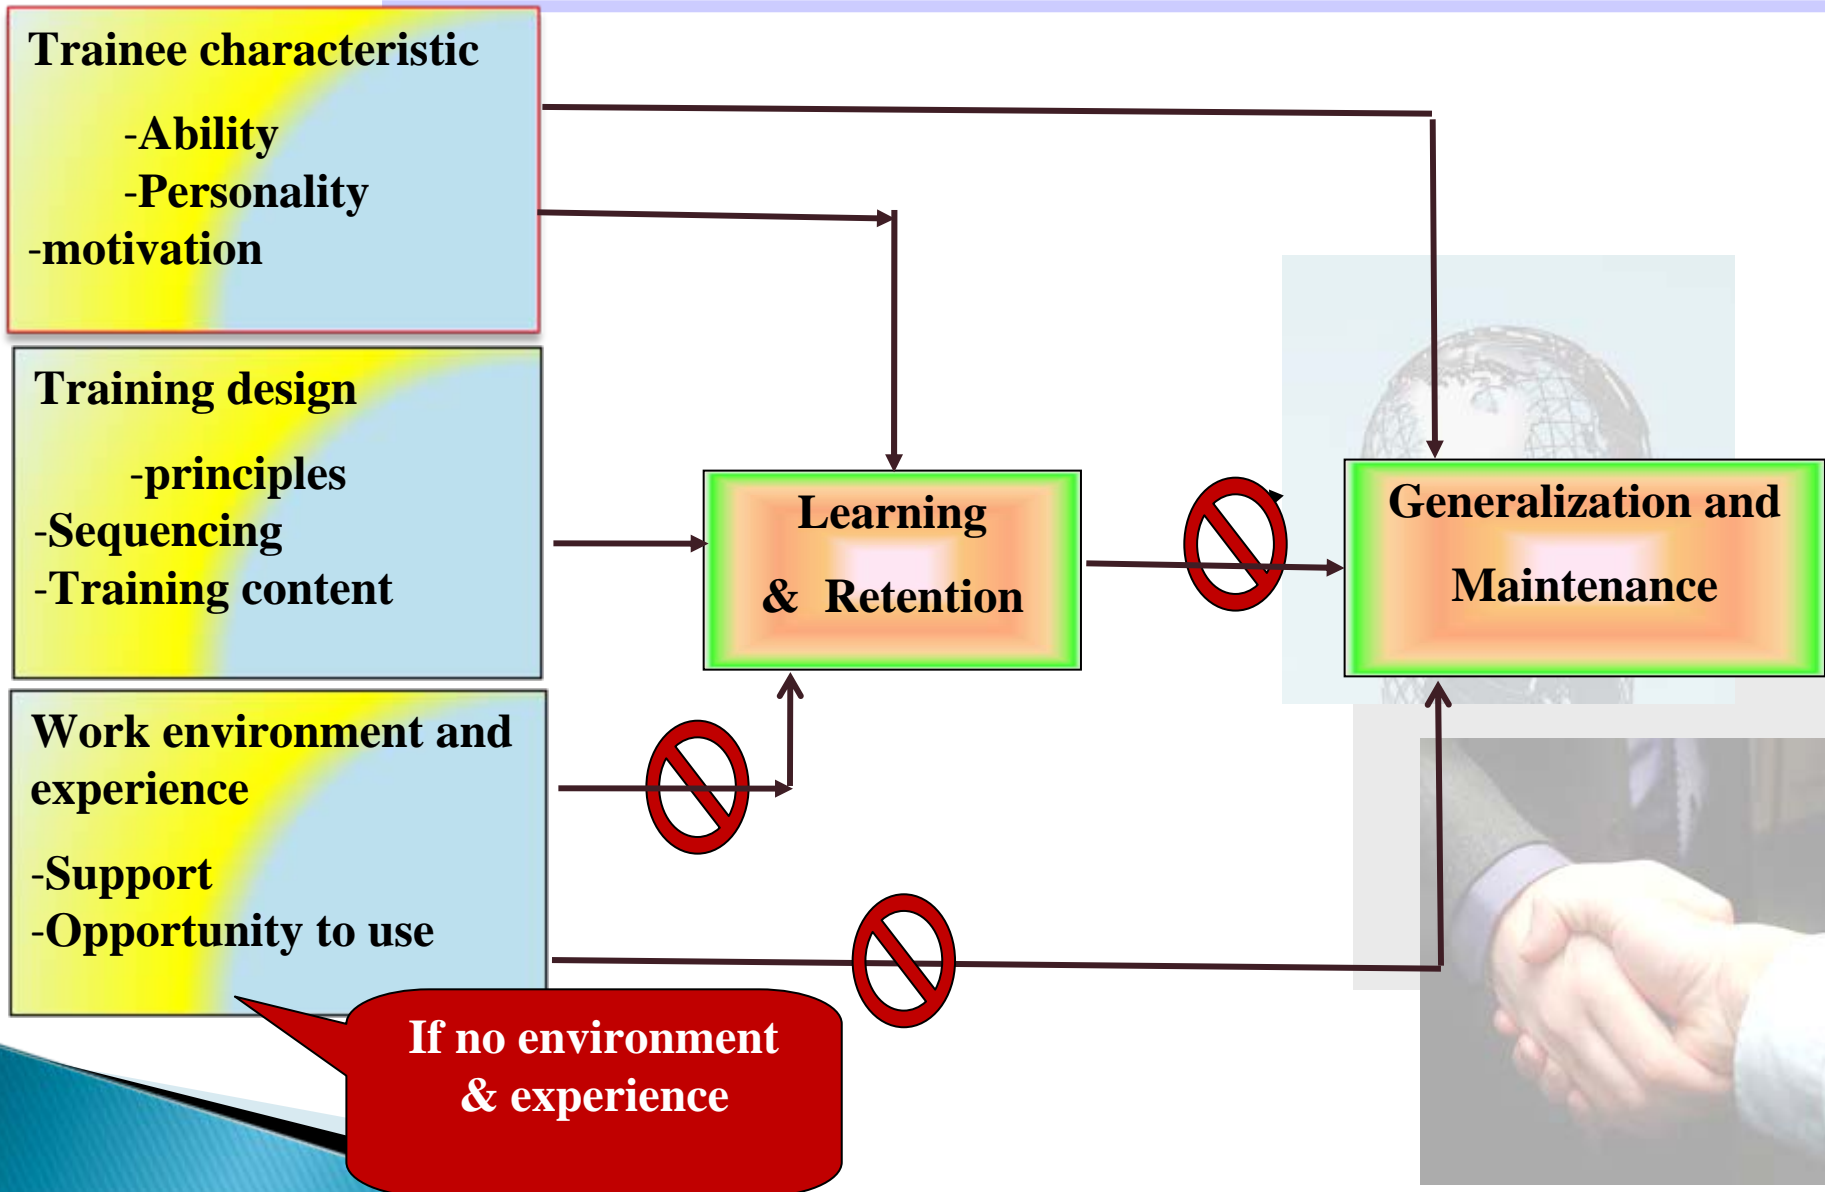 Trainee characteristic
-Ability
-Personality
-motivation
Training design
-principles
-Sequencing
-Training content
Work environment and
experience
-Support
-Opportunity to use
Learning
& Retention
Generalization and
Maintenance
If no environment
& experience